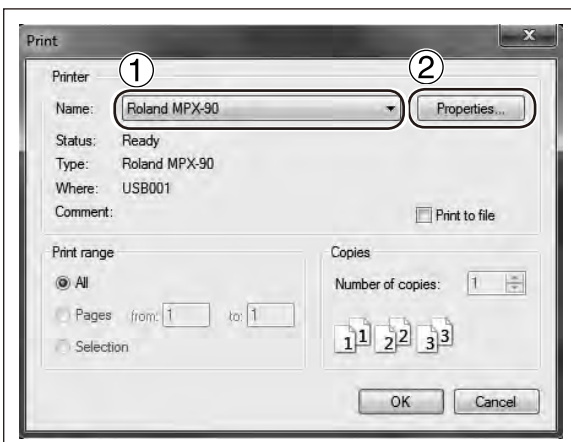 Print
x
Printer
① ②
Name: Roland MPX-90 Properties...
Status: Ready
Type: Roland MPX-90
Where: USB001
Comment: Print to file
Print range Copies
All Number of copies: 1
Pages from: 1 to: 1
Selection
1 1 2 2 3 3
OK Cancel